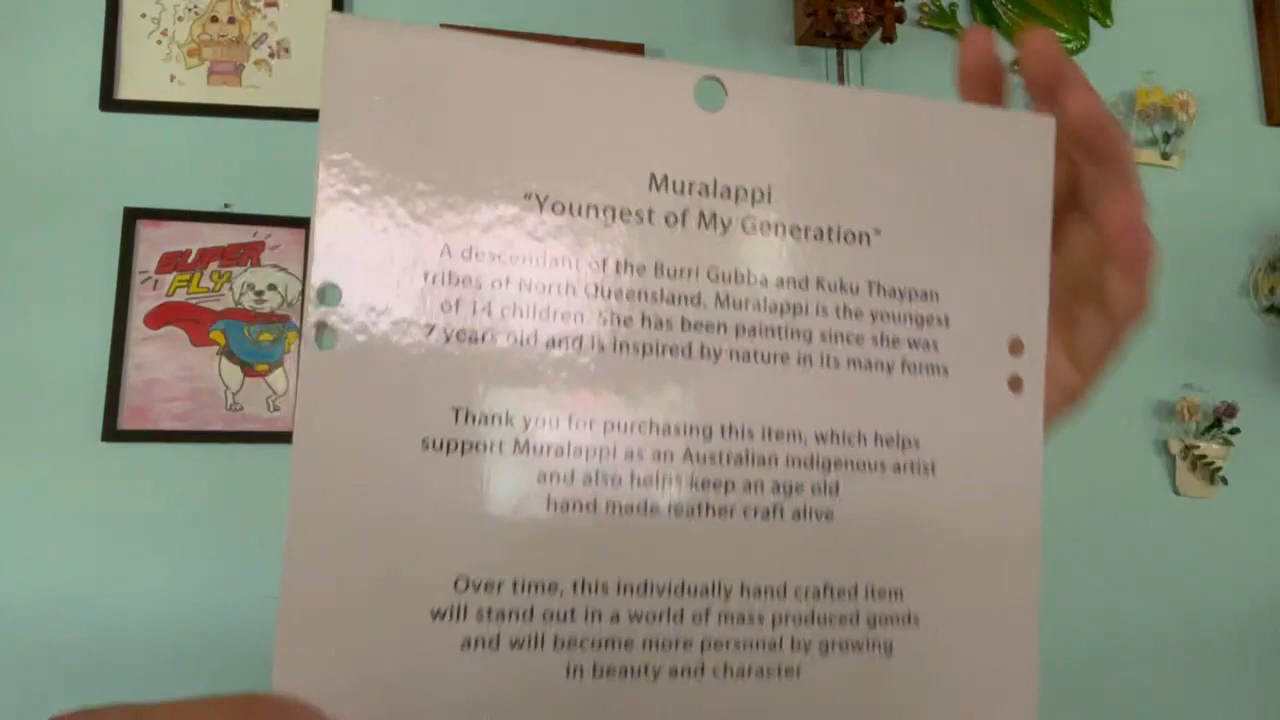 SUPER
FLY
Muralappi
"Youngest of My Generation"
A descendant of the Burri Gubba and Kuku Thaypan
tribes of North Queensland, Muralappi is the youngest
of 14 children. She has been painting since she was
7 years old and is inspired by nature in its many forms
Thank you for purchasing this item, which helps
support Muralappi as an Australian indigenous artist
and also helps keep an age old
hand made leather craft alive
Over time, this individually hand crafted item
will stand out in a world of mass produced goods
and will become more personal by growing
in beauty and character